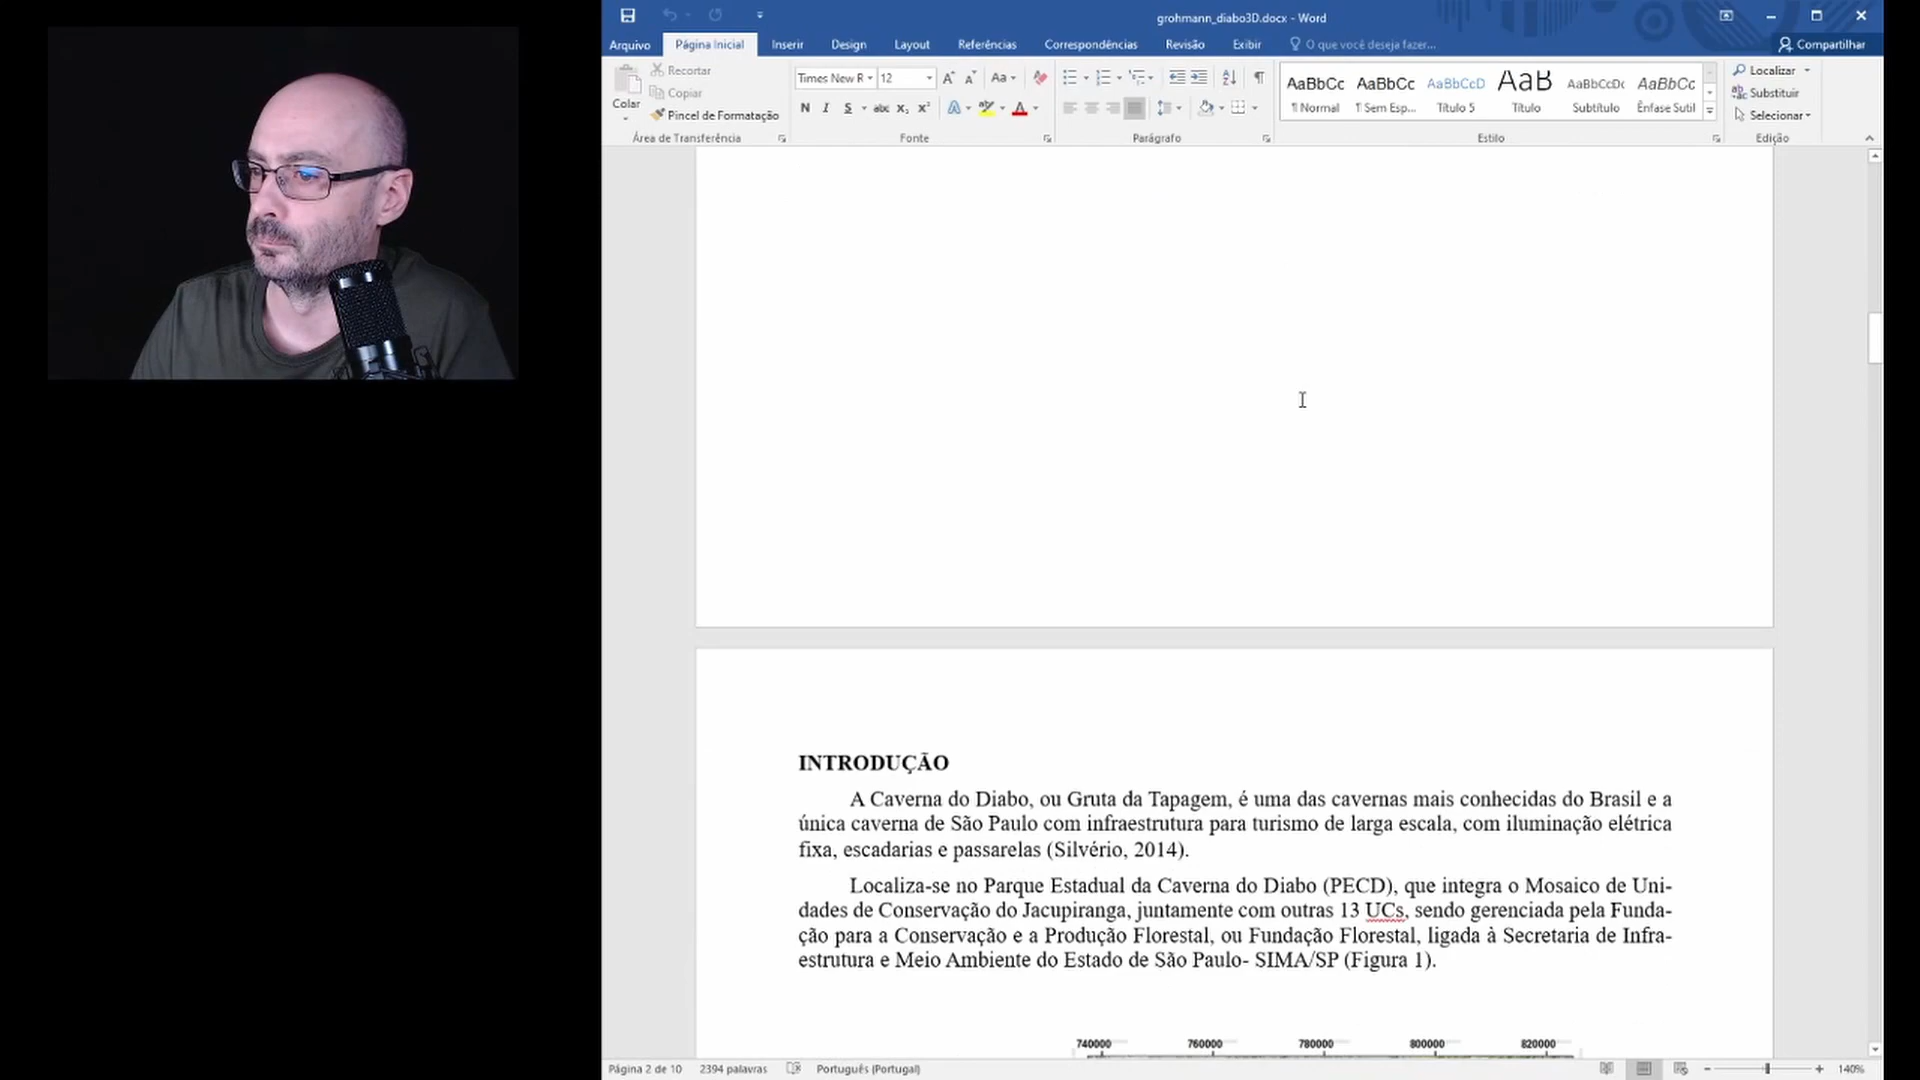 grohmann_diabo3D.docx - Word
Arquivo Página Inicial Inserir Design Layout Referências Correspondências Revisão Exibir O que você deseja fazer... Compartilhar
Colar
Recortar
Copiar
Pincel de Formatação
Área de Transferência
Times New R 12
Aa
N I S abc x₂ x² A A
Fonte
Parágrafo
AaBbCc AaBbCc AaBbCcD AaB AaBbCcDc AaBbCc
¶ Normal ¶ Sem Esp... Título 5 Título Subtítulo Ênfase Sutil
Estilo
Localizar
Substituir
Selecionar
Edição
INTRODUÇÃO
A Caverna do Diabo, ou Gruta da Tapagem, é uma das cavernas mais conhecidas do Brasil e a
única caverna de São Paulo com infraestrutura para turismo de larga escala, com iluminação elétrica
fixa, escadarias e passarelas (Silvério, 2014).
Localiza-se no Parque Estadual da Caverna do Diabo (PECD), que integra o Mosaico de Uni-
dades de Conservação do Jacupiranga, juntamente com outras 13 UCs, sendo gerenciada pela Funda-
ção para a Conservação e a Produção Florestal, ou Fundação Florestal, ligada à Secretaria de Infra-
estrutura e Meio Ambiente do Estado de São Paulo- SIMA/SP (Figura 1).
740000 760000 780000 800000 820000
Página 2 de 10 2394 palavras Português (Portugal) 140%